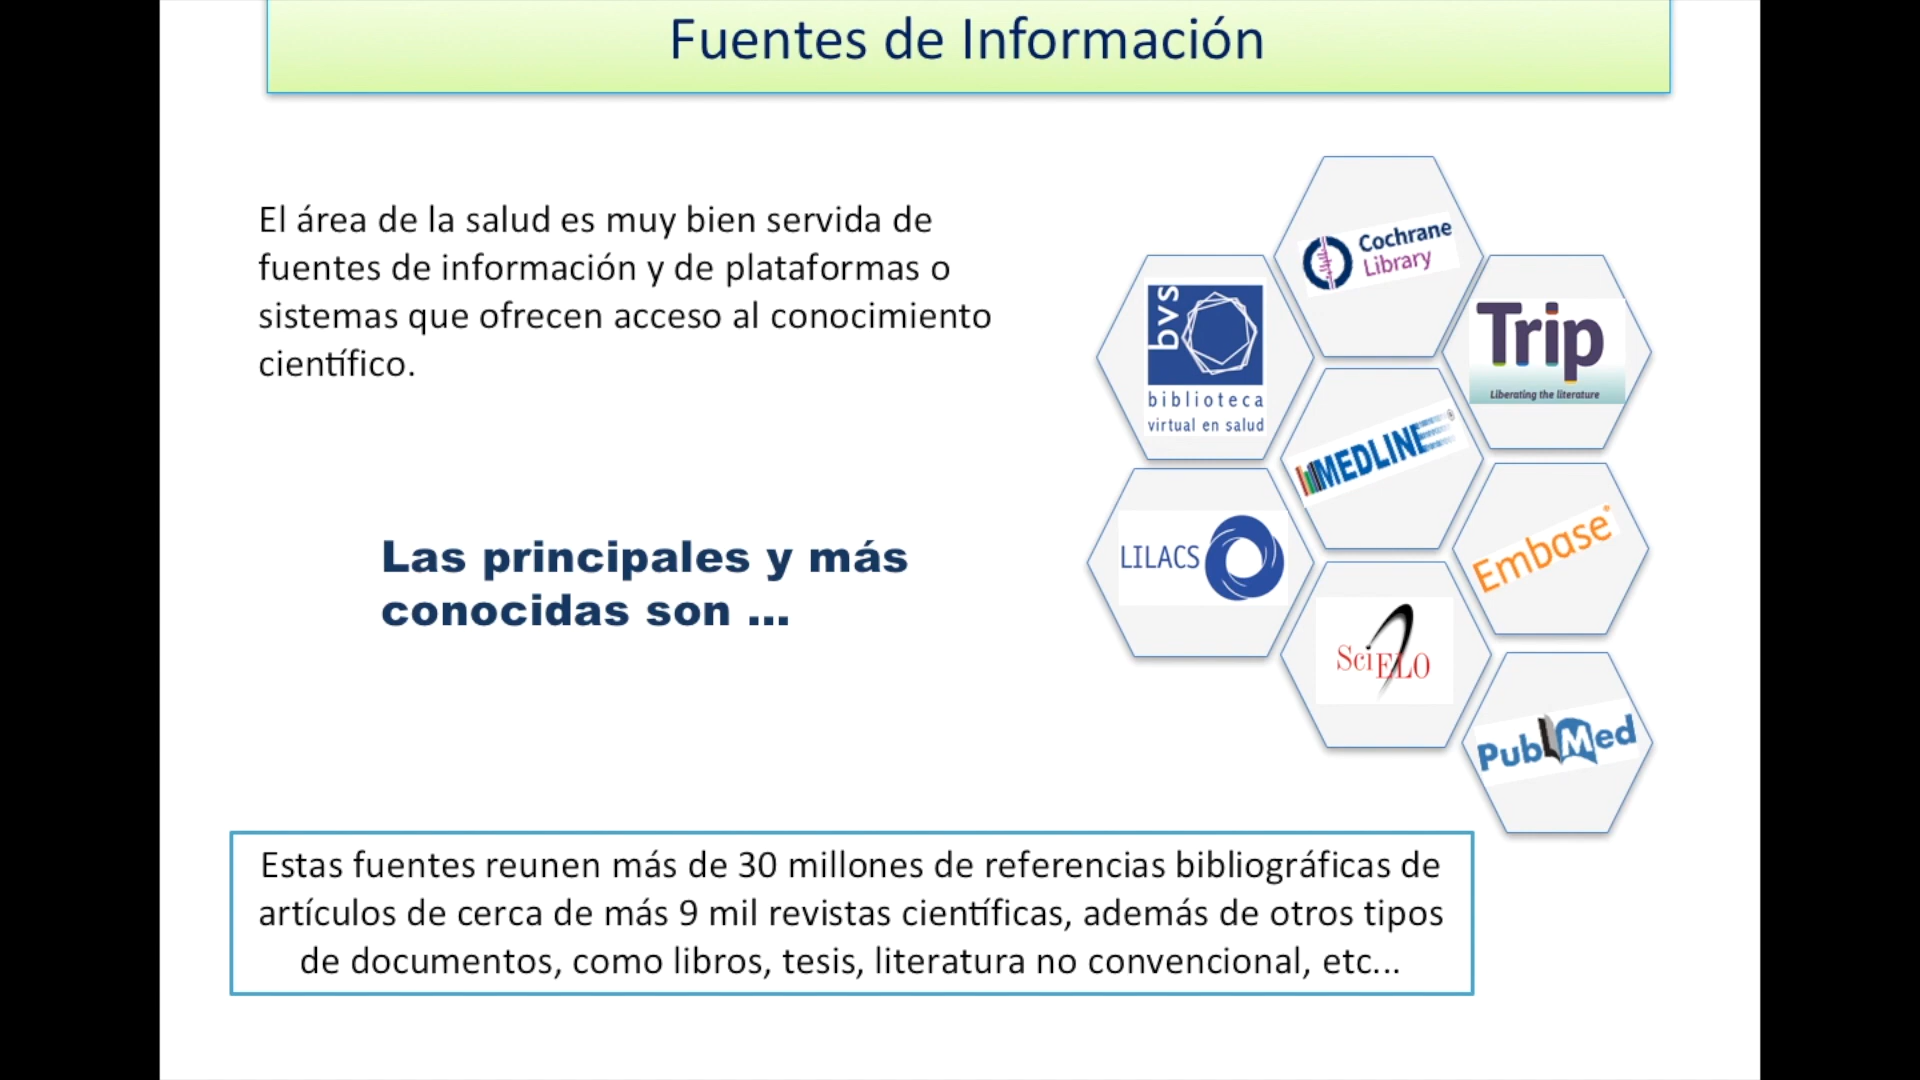 Fuentes de Información
El área de la salud es muy bien servida de
fuentes de información y de plataformas o
sistemas que ofrecen acceso al conocimiento
científico.
Las principales y más
conocidas son ...
Cochrane
Library
bvs
biblioteca
virtual en salud
Trip
Liberating the literature
MEDLINE®
LILACS
Embase®
SciELO
PubMed
Estas fuentes reunen más de 30 millones de referencias bibliográficas de
artículos de cerca de más 9 mil revistas científicas, además de otros tipos
de documentos, como libros, tesis, literatura no convencional, etc...